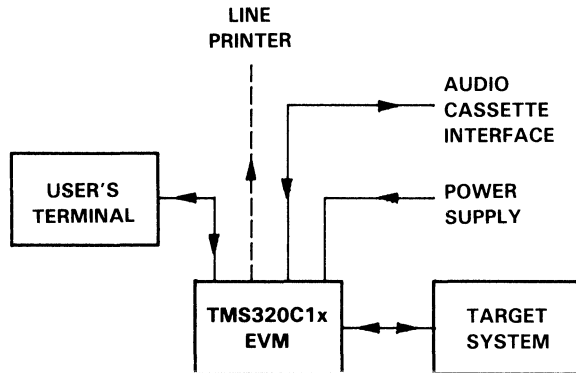 LINE
PRINTER
AUDIO
CASSETTE
INTERFACE
USER'S
TERMINAL
POWER
SUPPLY
TMS320C1x
EVM
TARGET
SYSTEM